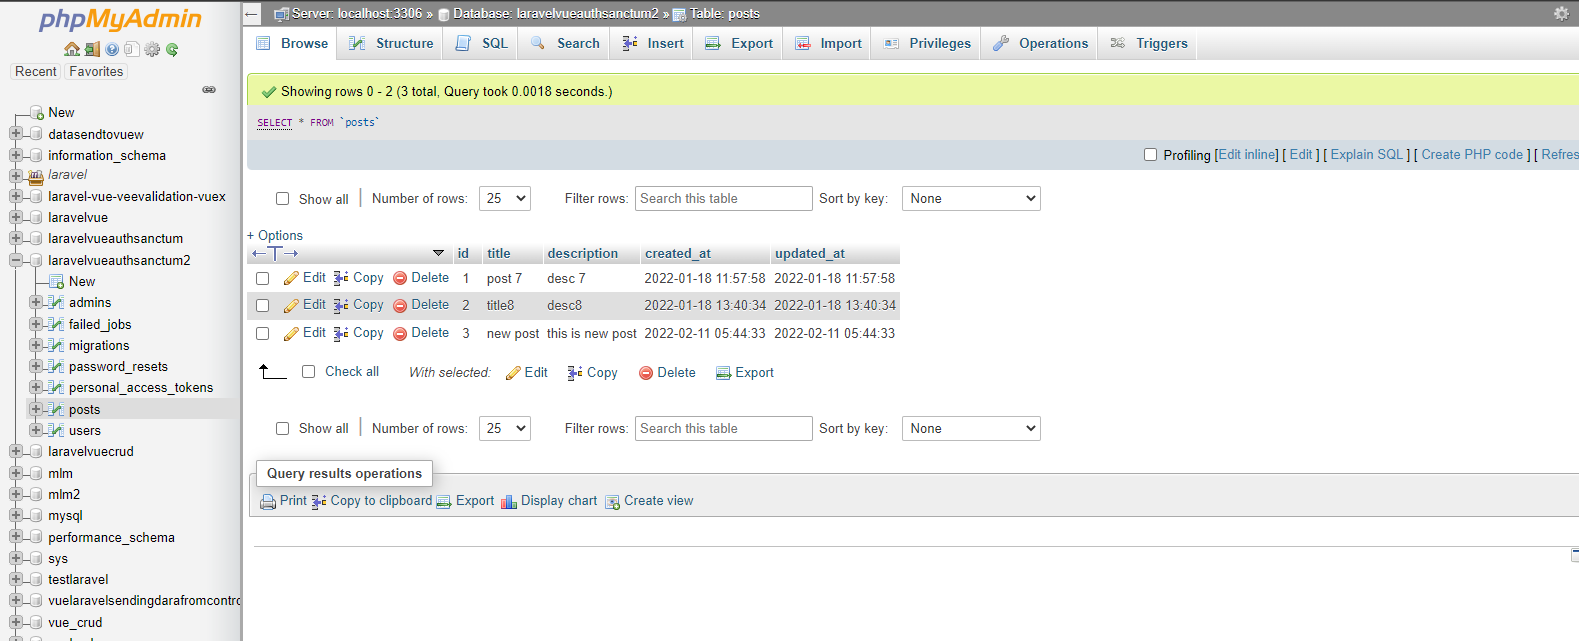 phpMyAdmin
Recent Favorites
New
datasendtovuew
information_schema
laravel
laravel-vue-veevalidation-vuex
laravelvue
laravelvueauthsanctum
laravelvueauthsanctum2
New
admins
failed_jobs
migrations
password_resets
personal_access_tokens
posts
users
laravelvuecrud
mlm
mlm2
mysql
performance_schema
sys
testlaravel
vuelaravelsendingdarafromcontro
vue_crud
Server: localhost:3306 » Database: laravelvueauthsanctum2 » Table: posts
Browse Structure SQL Search Insert Export Import Privileges Operations Triggers
Showing rows 0 - 2 (3 total, Query took 0.0018 seconds.)
SELECT * FROM `posts`
Profiling [Edit inline] [ Edit ] [ Explain SQL ] [ Create PHP code ] [ Refres
Show all | Number of rows: 25 Filter rows: Search this table Sort by key: None
+ Options
←T→ id title description created_at updated_at
Edit Copy Delete 1 post 7 desc 7 2022-01-18 11:57:58 2022-01-18 11:57:58
Edit Copy Delete 2 title8 desc8 2022-01-18 13:40:34 2022-01-18 13:40:34
Edit Copy Delete 3 new post this is new post 2022-02-11 05:44:33 2022-02-11 05:44:33
Check all With selected: Edit Copy Delete Export
Show all | Number of rows: 25 Filter rows: Search this table Sort by key: None
Query results operations
Print Copy to clipboard Export Display chart Create view